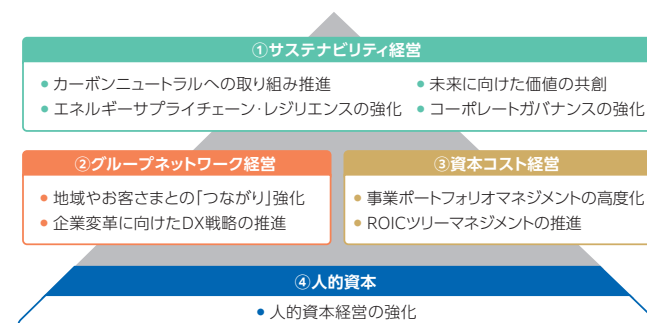 ①サステナビリティ経営
● カーボンニュートラルへの取り組み推進
● エネルギーサプライチェーン・レジリエンスの強化
● 未来に向けた価値の共創
● コーポレートガバナンスの強化
②グループネットワーク経営
● 地域やお客さまとの「つながり」強化
● 企業変革に向けたDX戦略の推進
③資本コスト経営
● 事業ポートフォリオマネジメントの高度化
● ROICツリーマネジメントの推進
④人的資本
● 人的資本経営の強化